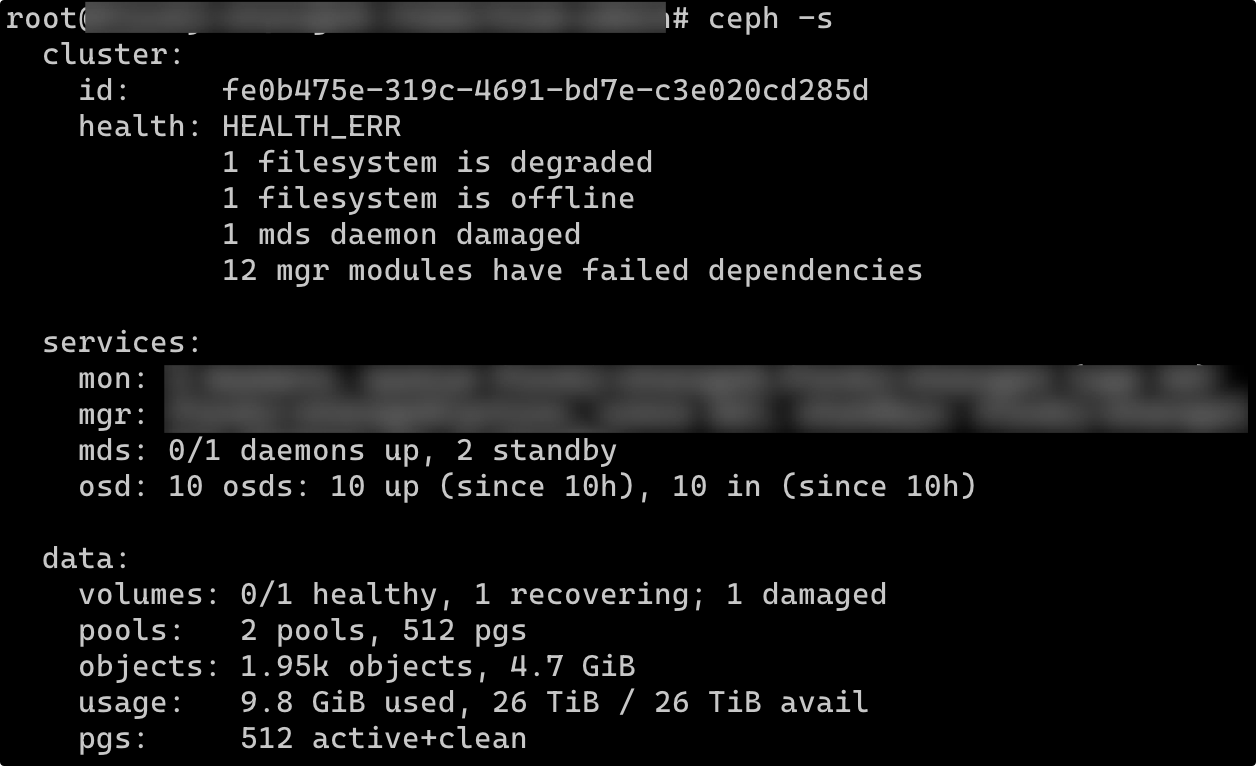 root@# ceph -s
cluster:
id: fe0b475e-319c-4691-bd7e-c3e020cd285d
health: HEALTH_ERR
1 filesystem is degraded
1 filesystem is offline
1 mds daemon damaged
12 mgr modules have failed dependencies
services:
mon:
mgr:
mds: 0/1 daemons up, 2 standby
osd: 10 osds: 10 up (since 10h), 10 in (since 10h)
data:
volumes: 0/1 healthy, 1 recovering; 1 damaged
pools: 2 pools, 512 pgs
objects: 1.95k objects, 4.7 GiB
usage: 9.8 GiB used, 26 TiB / 26 TiB avail
pgs: 512 active+clean